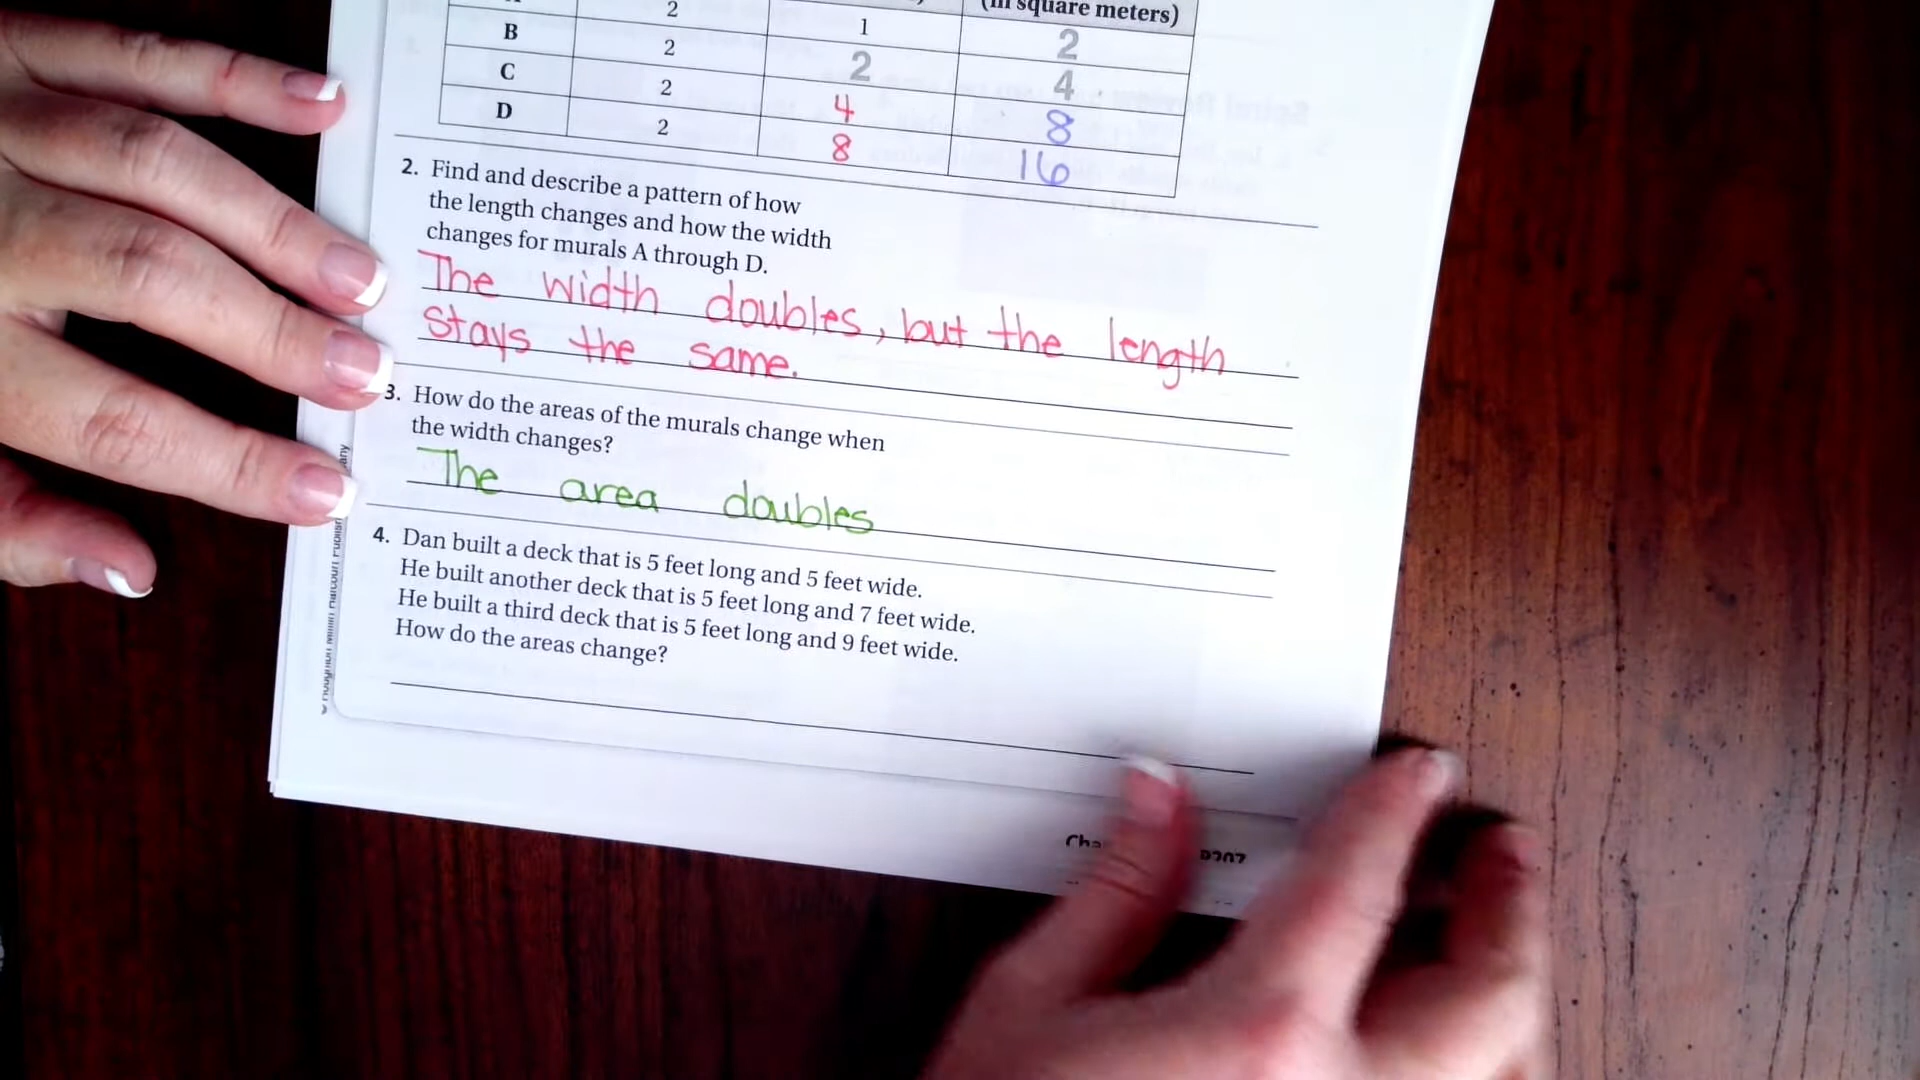 (in square meters)
2 1 2
B 2 2 4
C 2 4 8
D 2 8 16
2. Find and describe a pattern of how
the length changes and how the width
changes for murals A through D.
The width doubles, but the length
stays the same.
3. How do the areas of the murals change when
the width changes?
The area doubles
4. Dan built a deck that is 5 feet long and 5 feet wide.
He built another deck that is 5 feet long and 7 feet wide.
He built a third deck that is 5 feet long and 9 feet wide.
How do the areas change?